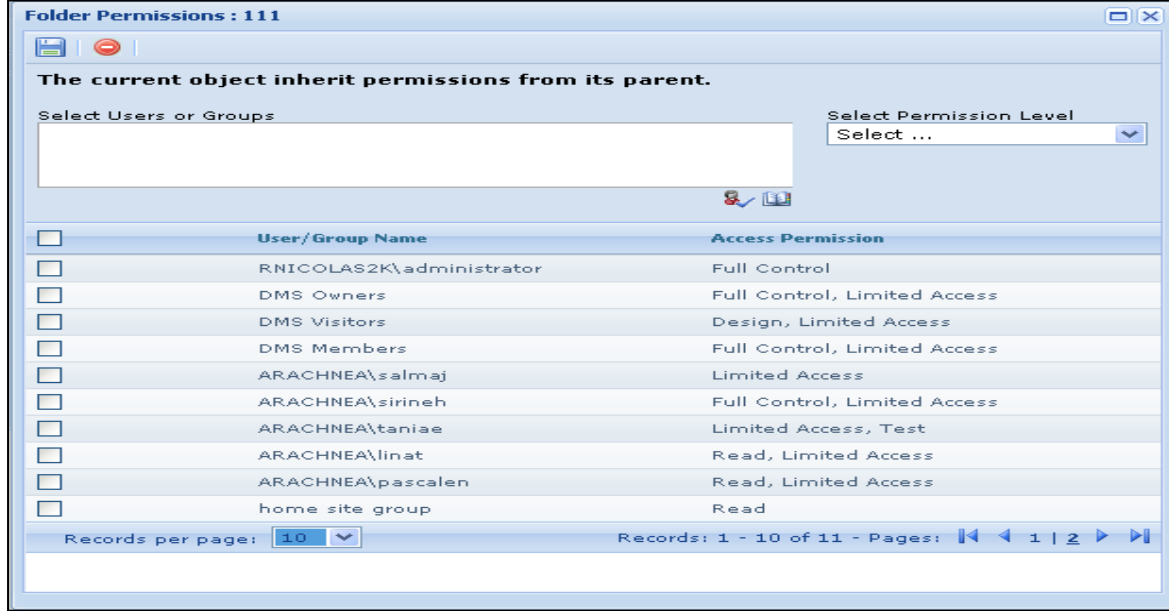 Folder Permissions : 111
The current object inherit permissions from its parent.
Select Users or Groups
Select Permission Level
Select ...
User/Group Name Access Permission
RNICOLAS2K\administrator Full Control
DMS Owners Full Control, Limited Access
DMS Visitors Design, Limited Access
DMS Members Full Control, Limited Access
ARACHNEA\salmaj Limited Access
ARACHNEA\sirineh Full Control, Limited Access
ARACHNEA\taniae Limited Access, Test
ARACHNEA\linat Read, Limited Access
ARACHNEA\pascalen Read, Limited Access
home site group Read
Records per page: 10 Records: 1 - 10 of 11 - Pages: 1 | 2